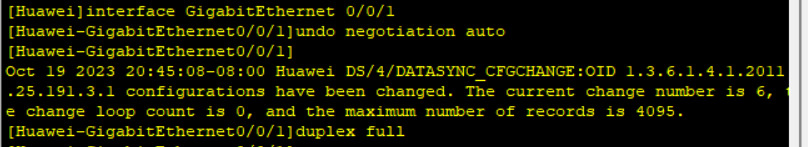 [Huawei]interface GigabitEthernet 0/0/1
[Huawei-GigabitEthernet0/0/1]undo negotiation auto
[Huawei-GigabitEthernet0/0/1]
Oct 19 2023 20:45:08-08:00 Huawei DS/4/DATASYNC_CFGCHANGE:OID 1.3.6.1.4.1.2011
.25.191.3.1 configurations have been changed. The current change number is 6,
e change loop count is 0, and the maximum number of records is 4095.
[Huawei-GigabitEthernet0/0/1]duplex full